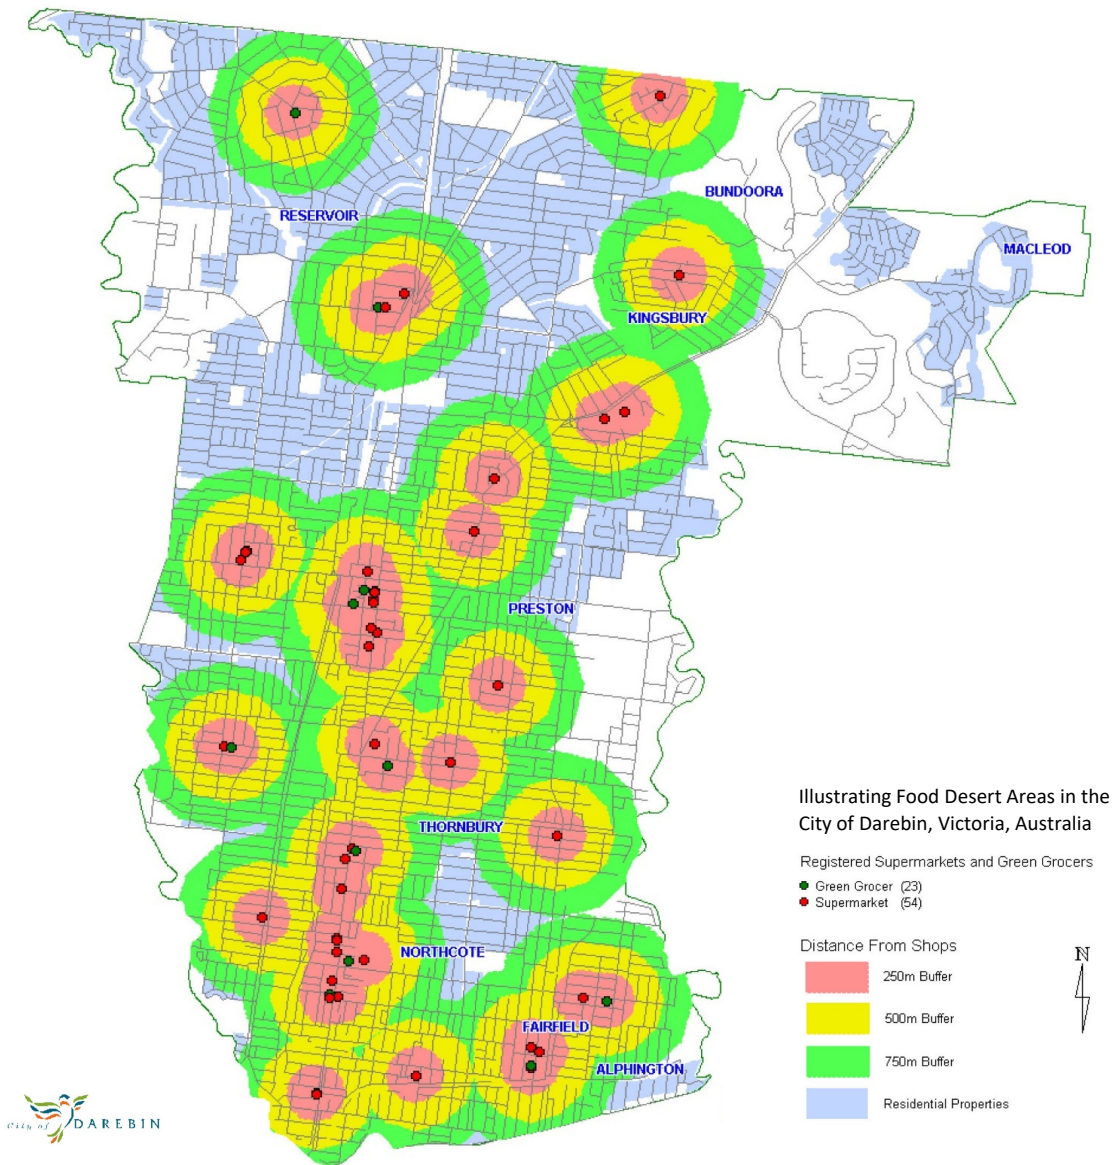 BUNDOORA
RESERVOIR
MACLEOD
KINGSBURY
PRESTON
THORNBURY
NORTHCOTE
FAIRFIELD
ALPHINGTON
Illustrating Food Desert Areas in the
City of Darebin, Victoria, Australia
Registered Supermarkets and Green Grocers
Green Grocer (23)
Supermarket (54)
Distance From Shops
250m Buffer
500m Buffer
750m Buffer
Residential Properties
N
City of DAREBIN